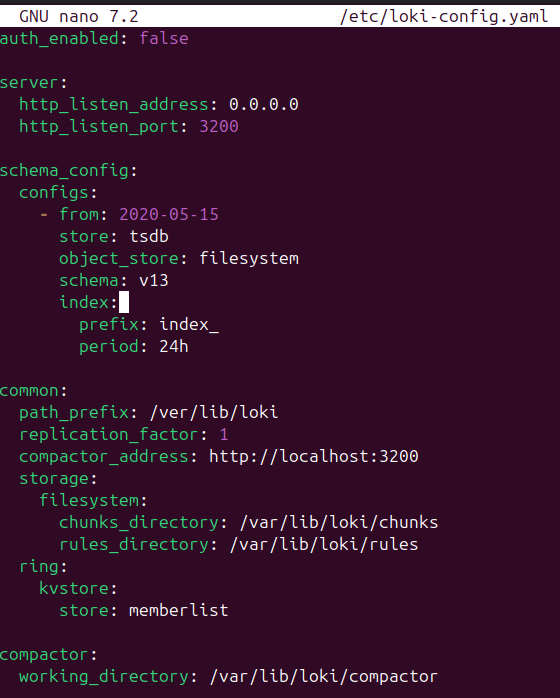 GNU nano 7.2 /etc/loki-config.yaml
auth_enabled: false
server:
  http_listen_address: 0.0.0.0
  http_listen_port: 3200
schema_config:
  configs:
    - from: 2020-05-15
      store: tsdb
      object_store: filesystem
      schema: v13
      index:
        prefix: index_
        period: 24h
common:
  path_prefix: /ver/lib/loki
  replication_factor: 1
  compactor_address: http://localhost:3200
  storage:
    filesystem:
      chunks_directory: /var/lib/loki/chunks
      rules_directory: /var/lib/loki/rules
  ring:
    kvstore:
      store: memberlist
compactor:
  working_directory: /var/lib/loki/compactor